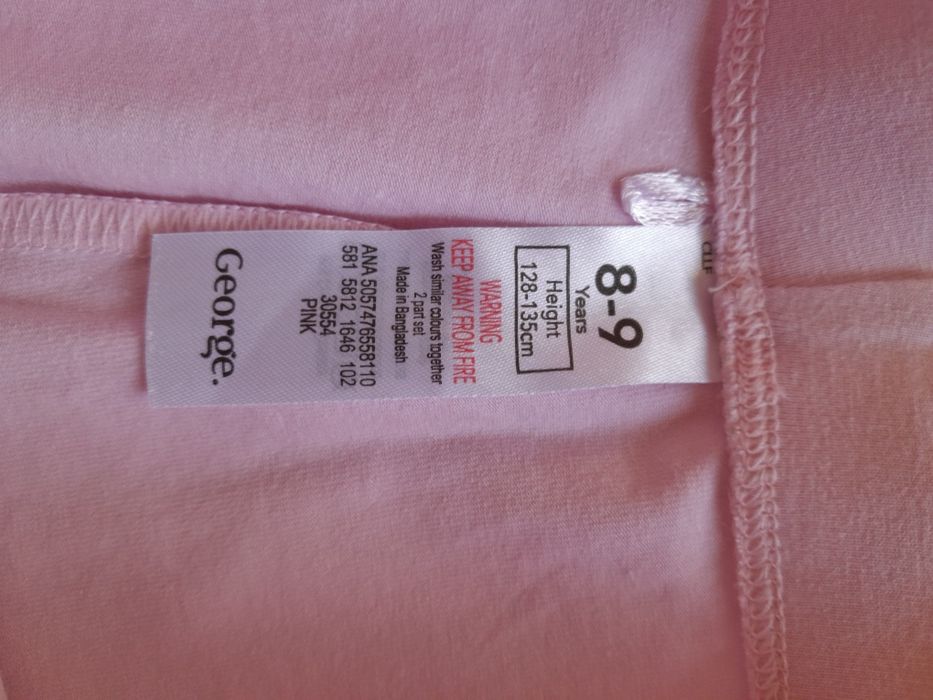 8-9
Years
Height
128-135cm
WARNING
KEEP AWAY FROM FIRE
Wash similar colours together
2 part set
Made in Bangladesh
ANA 5057476558110
581 5812 1646 102
30554
PINK
George.